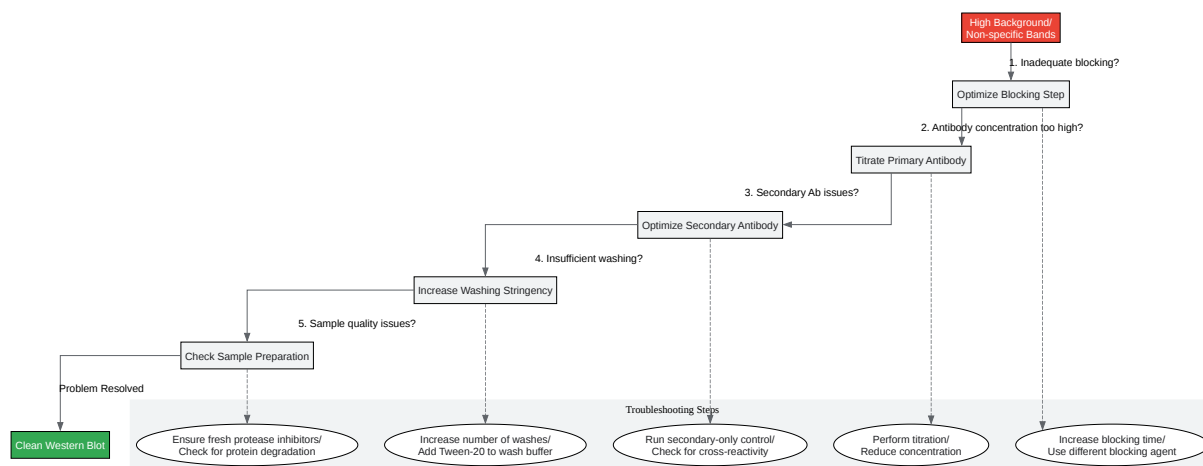 High Background/
Non-specific Bands
1. Inadequate blocking?
Optimize Blocking Step
2. Antibody concentration too high?
Titrate Primary Antibody
3. Secondary Ab issues?
Optimize Secondary Antibody
4. Insufficient washing?
Increase Washing Stringency
5. Sample quality issues?
Check Sample Preparation
Problem Resolved
Troubleshooting Steps
Clean Western Blot
Ensure fresh protease inhibitors/
Check for protein degradation
Increase number of washes/
Add Tween-20 to wash buffer
Run secondary-only control/
Check for cross-reactivity
Perform titration/
Reduce concentration
Increase blocking time/
Use different blocking agent